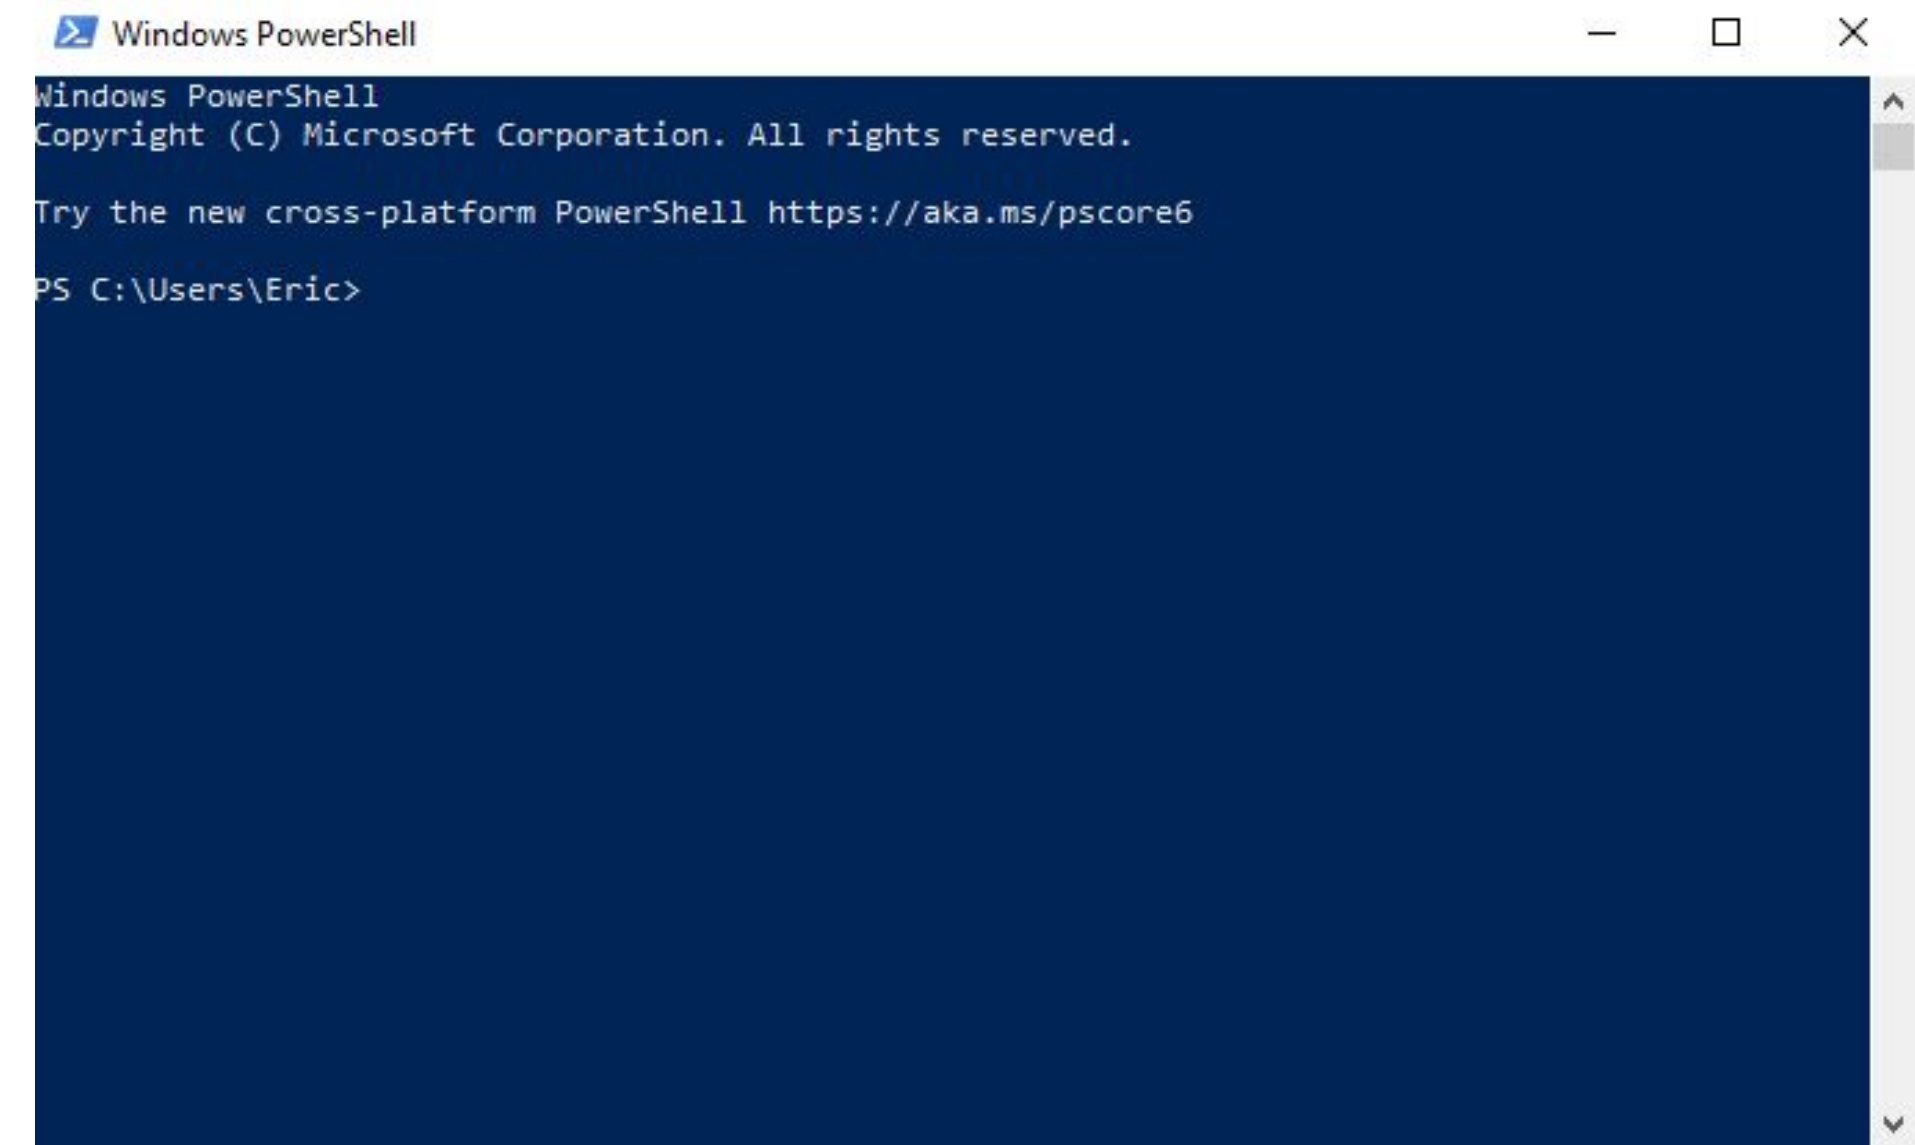 Windows PowerShell
Windows PowerShell
Copyright (C) Microsoft Corporation. All rights reserved.
Try the new cross-platform PowerShell https://aka.ms/pscore6
PS C:\Users\Eric>